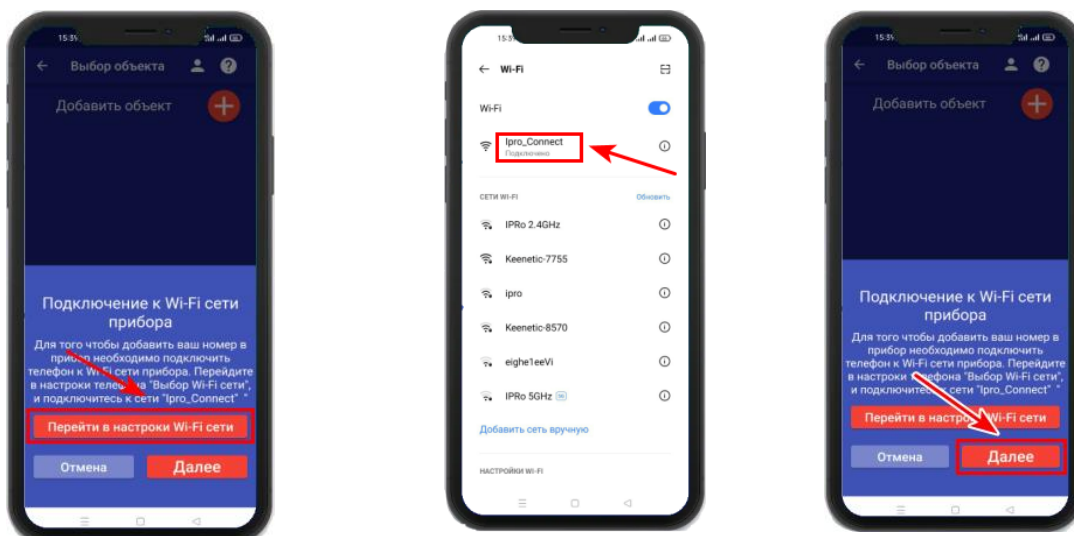 15:3
Выбор объекта
Добавить объект
Подключение к Wi-Fi сети
прибора
Для того чтобы добавить ваш номер в
прибор необходимо подключить
телефон к Wi-Fi сети прибора. Перейдите
в настроки телефона "Выбор Wi-Fi сети",
и подключитесь к сети "Ipro_Connect" "
Перейти в настроки Wi-Fi сети
Отмена
Далее
15:3
Wi-Fi
Wi-Fi
Ipro_Connect
Подключено
СЕТИ WI-FI
Обновить
IPRo 2.4GHz
Keenetic-7755
ipro
Keenetic-8570
eighe1eeVi
IPRo 5GHz
Добавить сеть вручную
НАСТРОЙКИ WI-FI
15:3
Выбор объекта
Добавить объект
Подключение к Wi-Fi сети
прибора
Для того чтобы добавить ваш номер в
прибор необходимо подключить
телефон к Wi-Fi сети прибора. Перейдите
в настроки телефона "Выбор Wi-Fi сети",
и подключитесь к сети "Ipro_Connect" "
Перейти в настроки Wi-Fi сети
Отмена
Далее